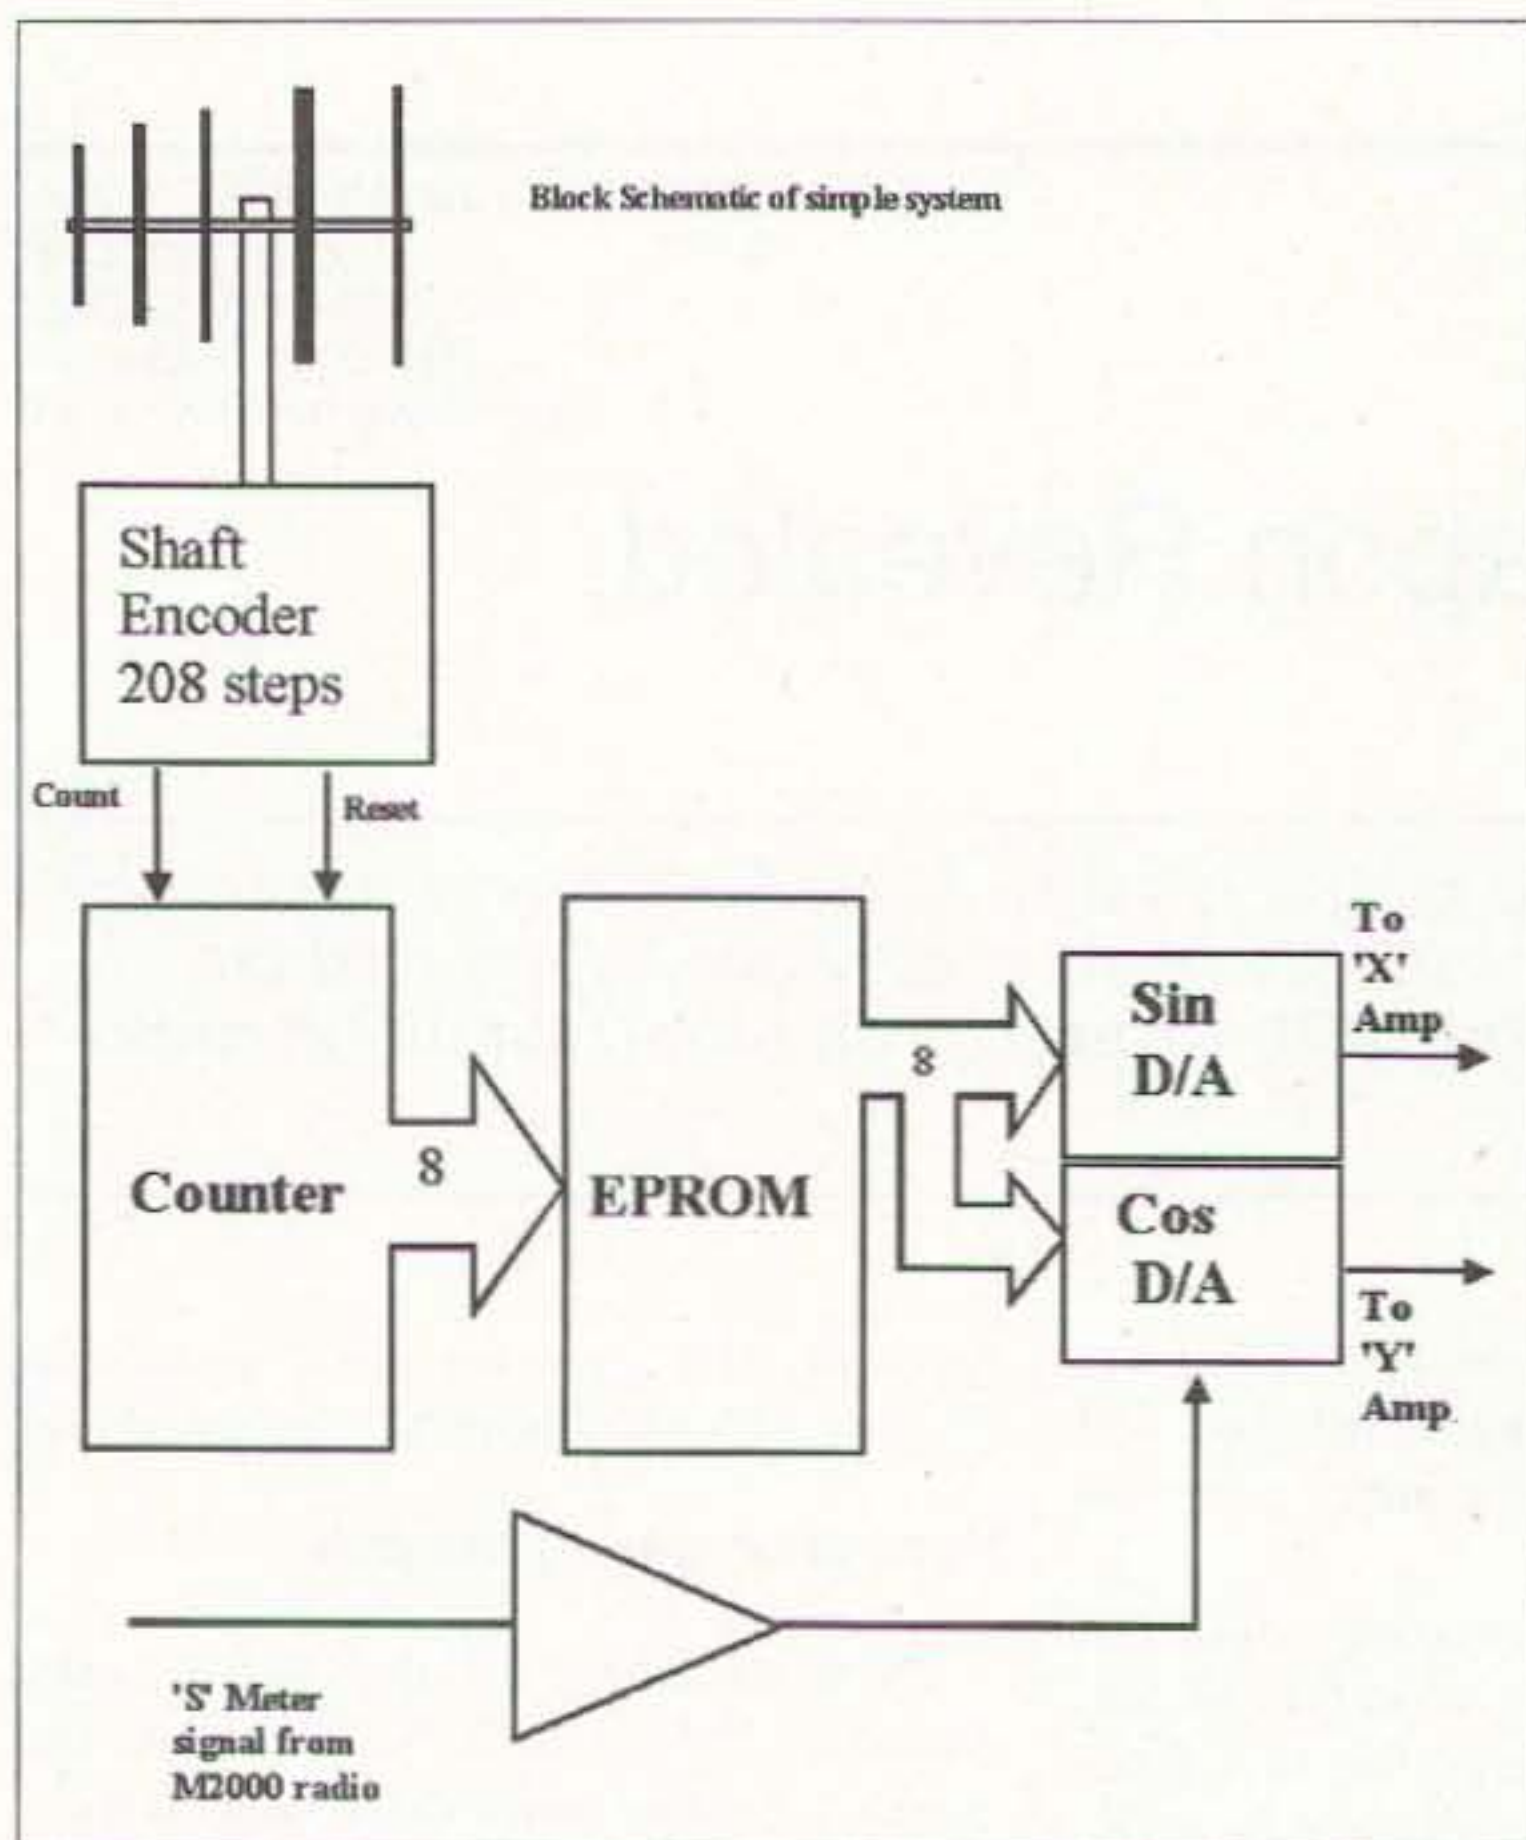 Block Schematic of simple system
Shaft
Encoder
208 steps
Count
Reset
To
'X'
Amp.
Sin
D/A
8
8
Counter
EPROM
Cos
D/A
To
'Y'
Amp.
'S' Meter
signal from
M2000 radio